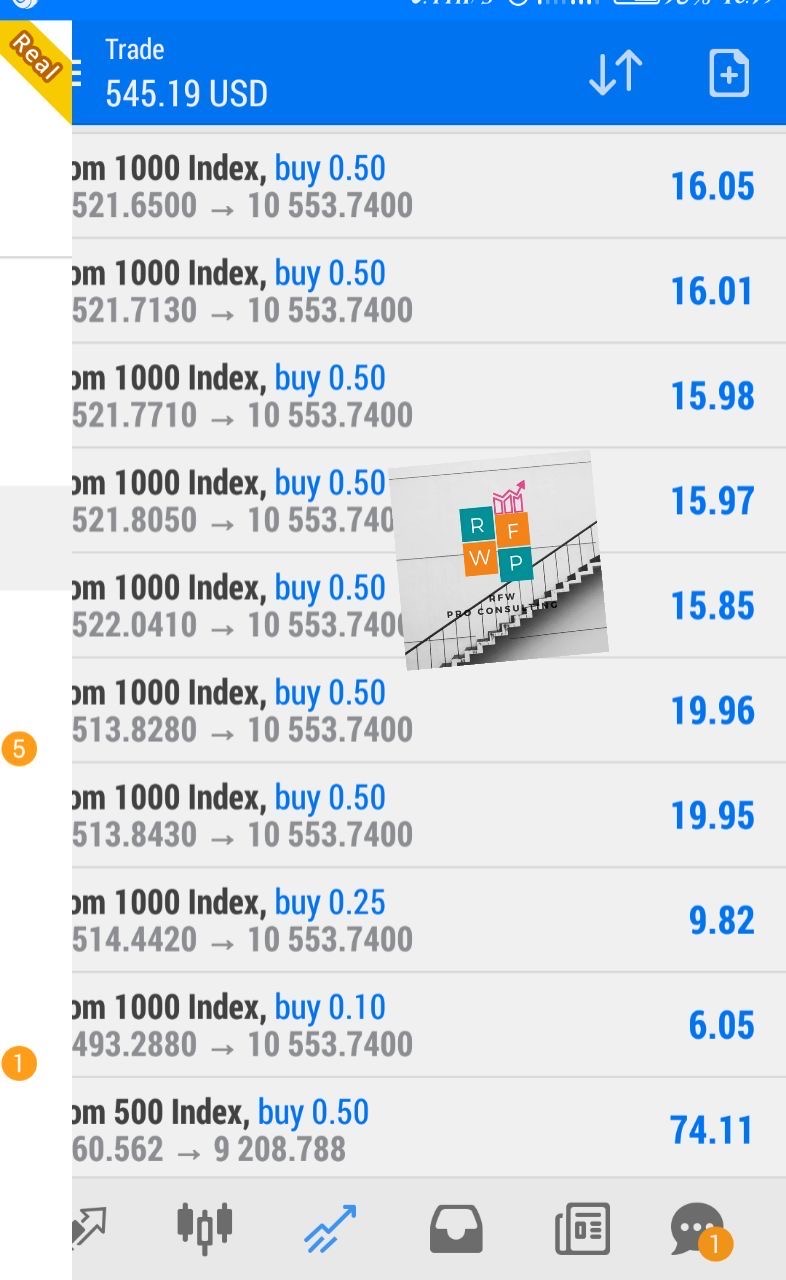 Real
Trade
545.19 USD
om 1000 Index, buy 0.50
16.05
521.6500 → 10 553.7400
om 1000 Index, buy 0.50
16.01
521.7130 → 10 553.7400
om 1000 Index, buy 0.50
15.98
521.7710 → 10 553.7400
om 1000 Index, buy 0.50
15.97
521.8050 → 10 553.740
om 1000 Index, buy 0.50
15.85
522.0410 → 10 553.740
R F
W P
RFW
PRO CONSULTING
om 1000 Index, buy 0.50
19.96
513.8280 → 10 553.7400
5
om 1000 Index, buy 0.50
19.95
513.8430 → 10 553.7400
om 1000 Index, buy 0.25
9.82
514.4420 → 10 553.7400
om 1000 Index, buy 0.10
6.05
493.2880 → 10 553.7400
1
om 500 Index, buy 0.50
74.11
60.562 → 9 208.788
1